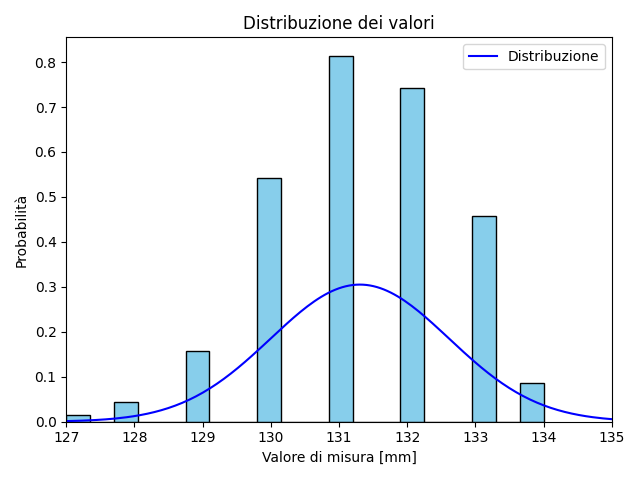 Distribuzione dei valori
Distribuzione
Probabilità
0.8
0.7
0.6
0.5
0.4
0.3
0.2
0.1
0.0
127 128 129 130 131 132 133 134 135
Valore di misura [mm]